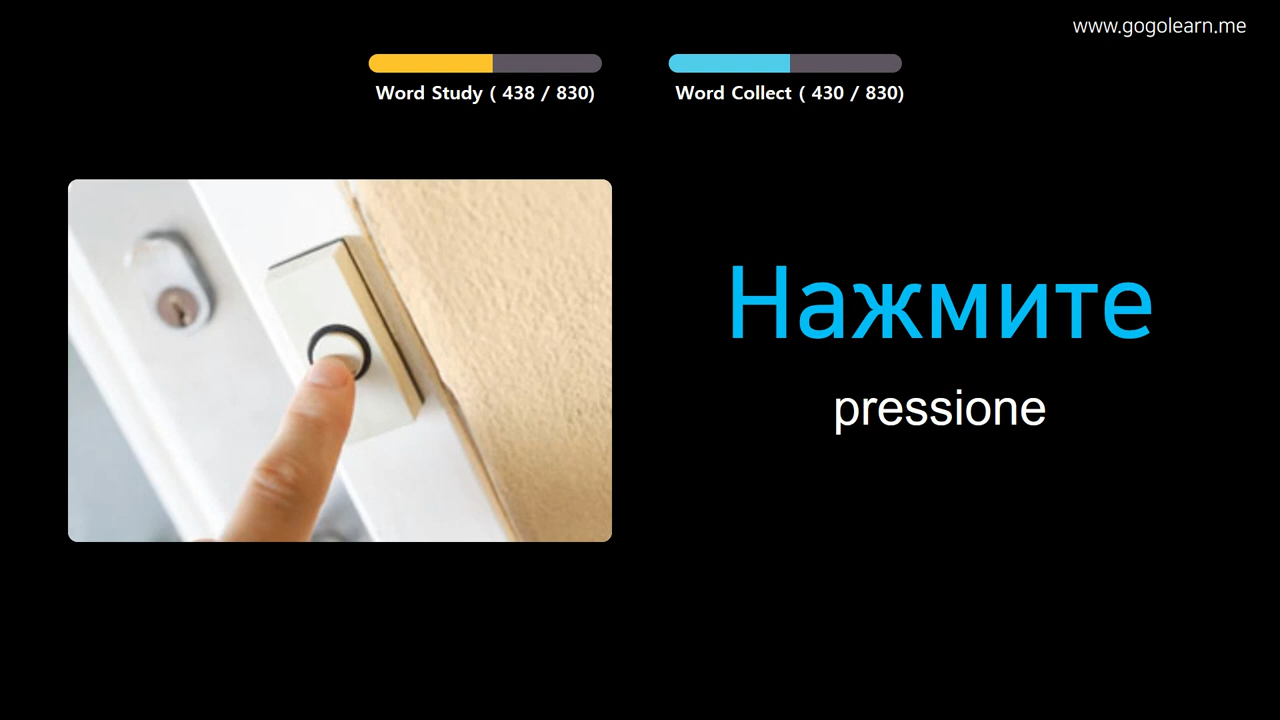 www.gogolearn.me
Word Study ( 438 / 830)
Word Collect ( 430 / 830)
Нажмите
pressione